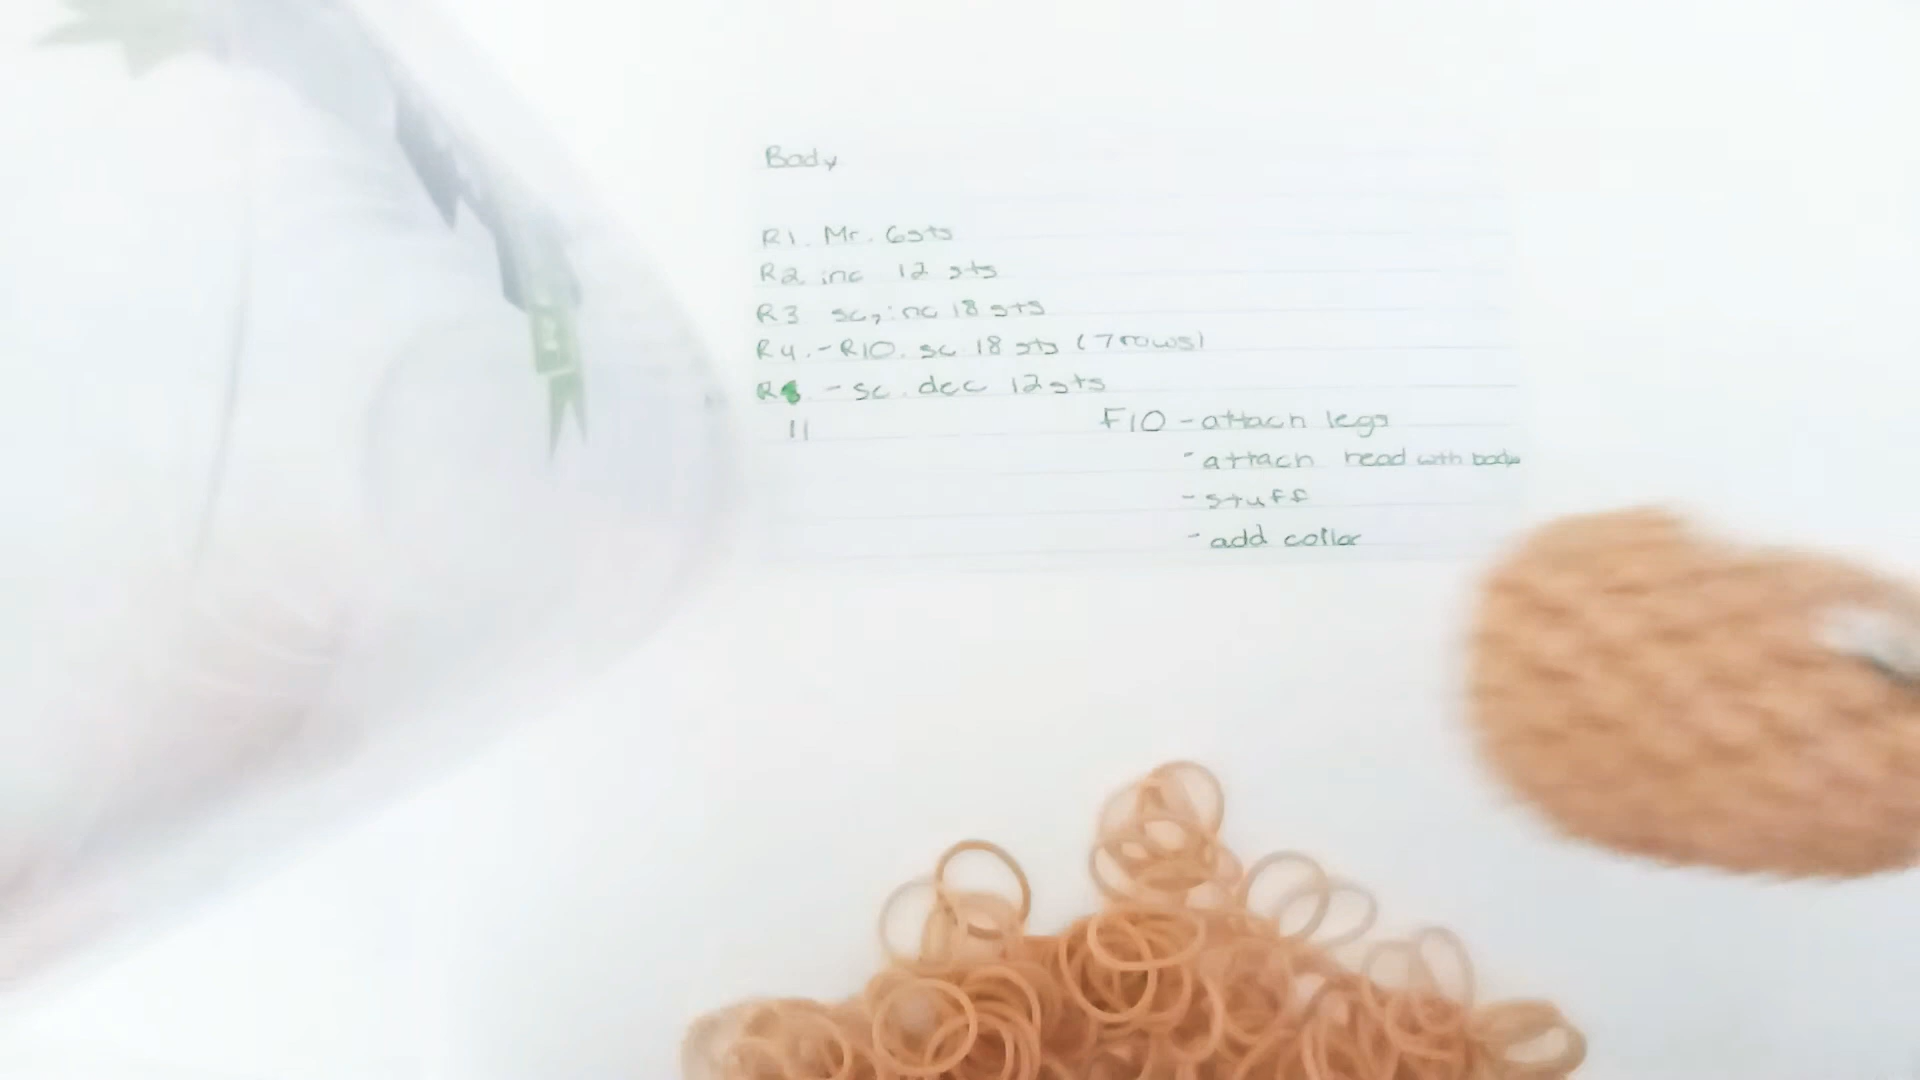 Body
R1. Mr. 6sts
R2 inc 12 sts
R3 sc, inc 18 sts
R4. - R10. sc 18 sts (7 rows)
R8. - sc. dec 12 sts
11
F10 - attach legs
- attach head with body
- stuff
- add collar